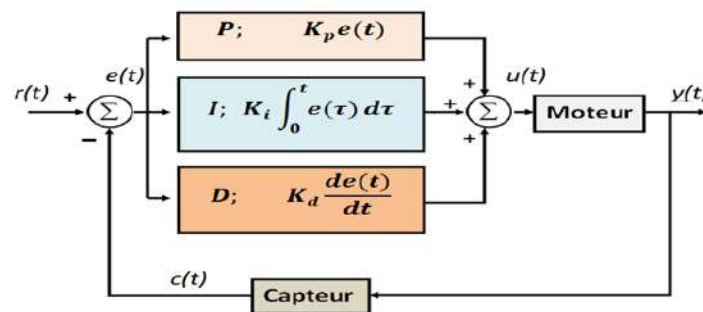 P; K_p e(t)
r(t) + e(t) Σ −
I; K_i ∫_0^t e(τ) dτ
D; K_d de(t)/dt
+ + + Σ
u(t)
Moteur
y(t)
c(t)
Capteur